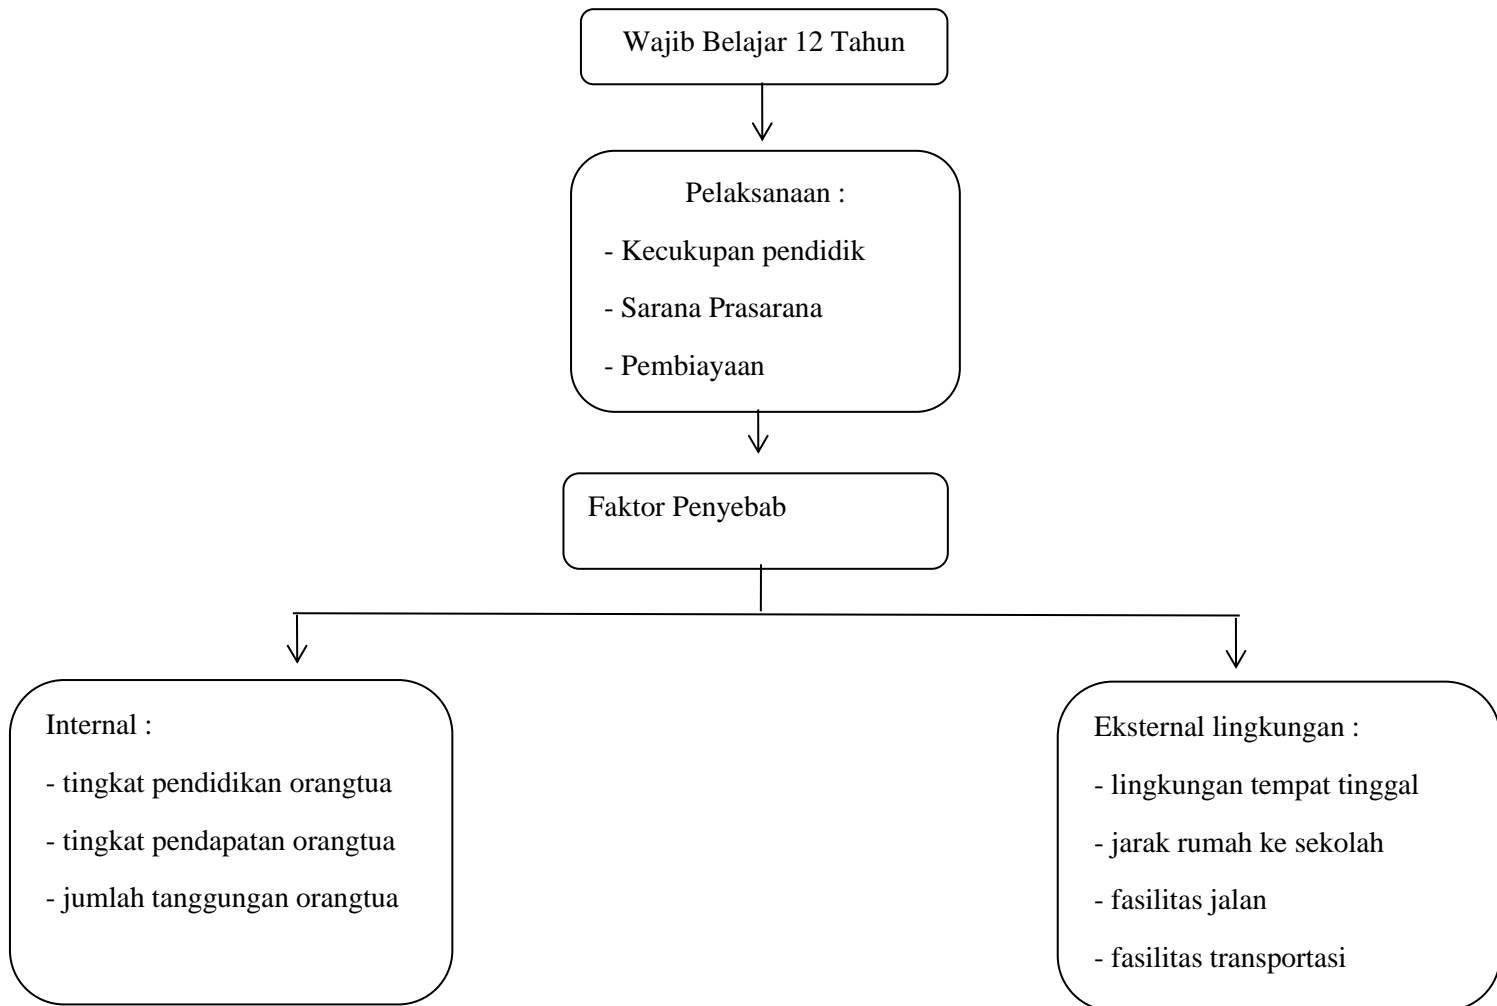 Wajib Belajar 12 Tahun
Pelaksanaan :
- Kecukupan pendidik
- Sarana Prasarana
- Pembiayaan
Faktor Penyebab
Internal :
- tingkat pendidikan orangtua
- tingkat pendapatan orangtua
- jumlah tanggungan orangtua
Eksternal lingkungan :
- lingkungan tempat tinggal
- jarak rumah ke sekolah
- fasilitas jalan
- fasilitas transportasi